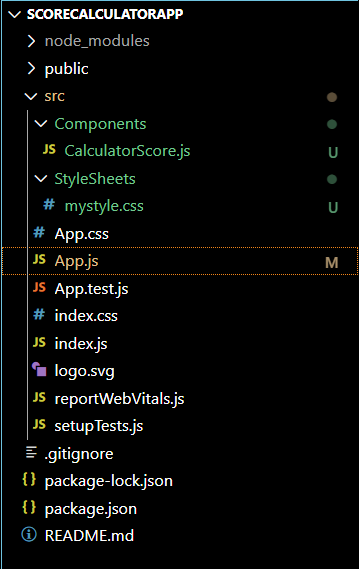 SCORECALCULATORAPP
node_modules
public
src
Components
JS CalculatorScore.js U
StyleSheets
# mystyle.css U
# App.css
JS App.js M
JS App.test.js
# index.css
JS index.js
logo.svg
JS reportWebVitals.js
JS setupTests.js
.gitignore
{} package-lock.json
{} package.json
README.md